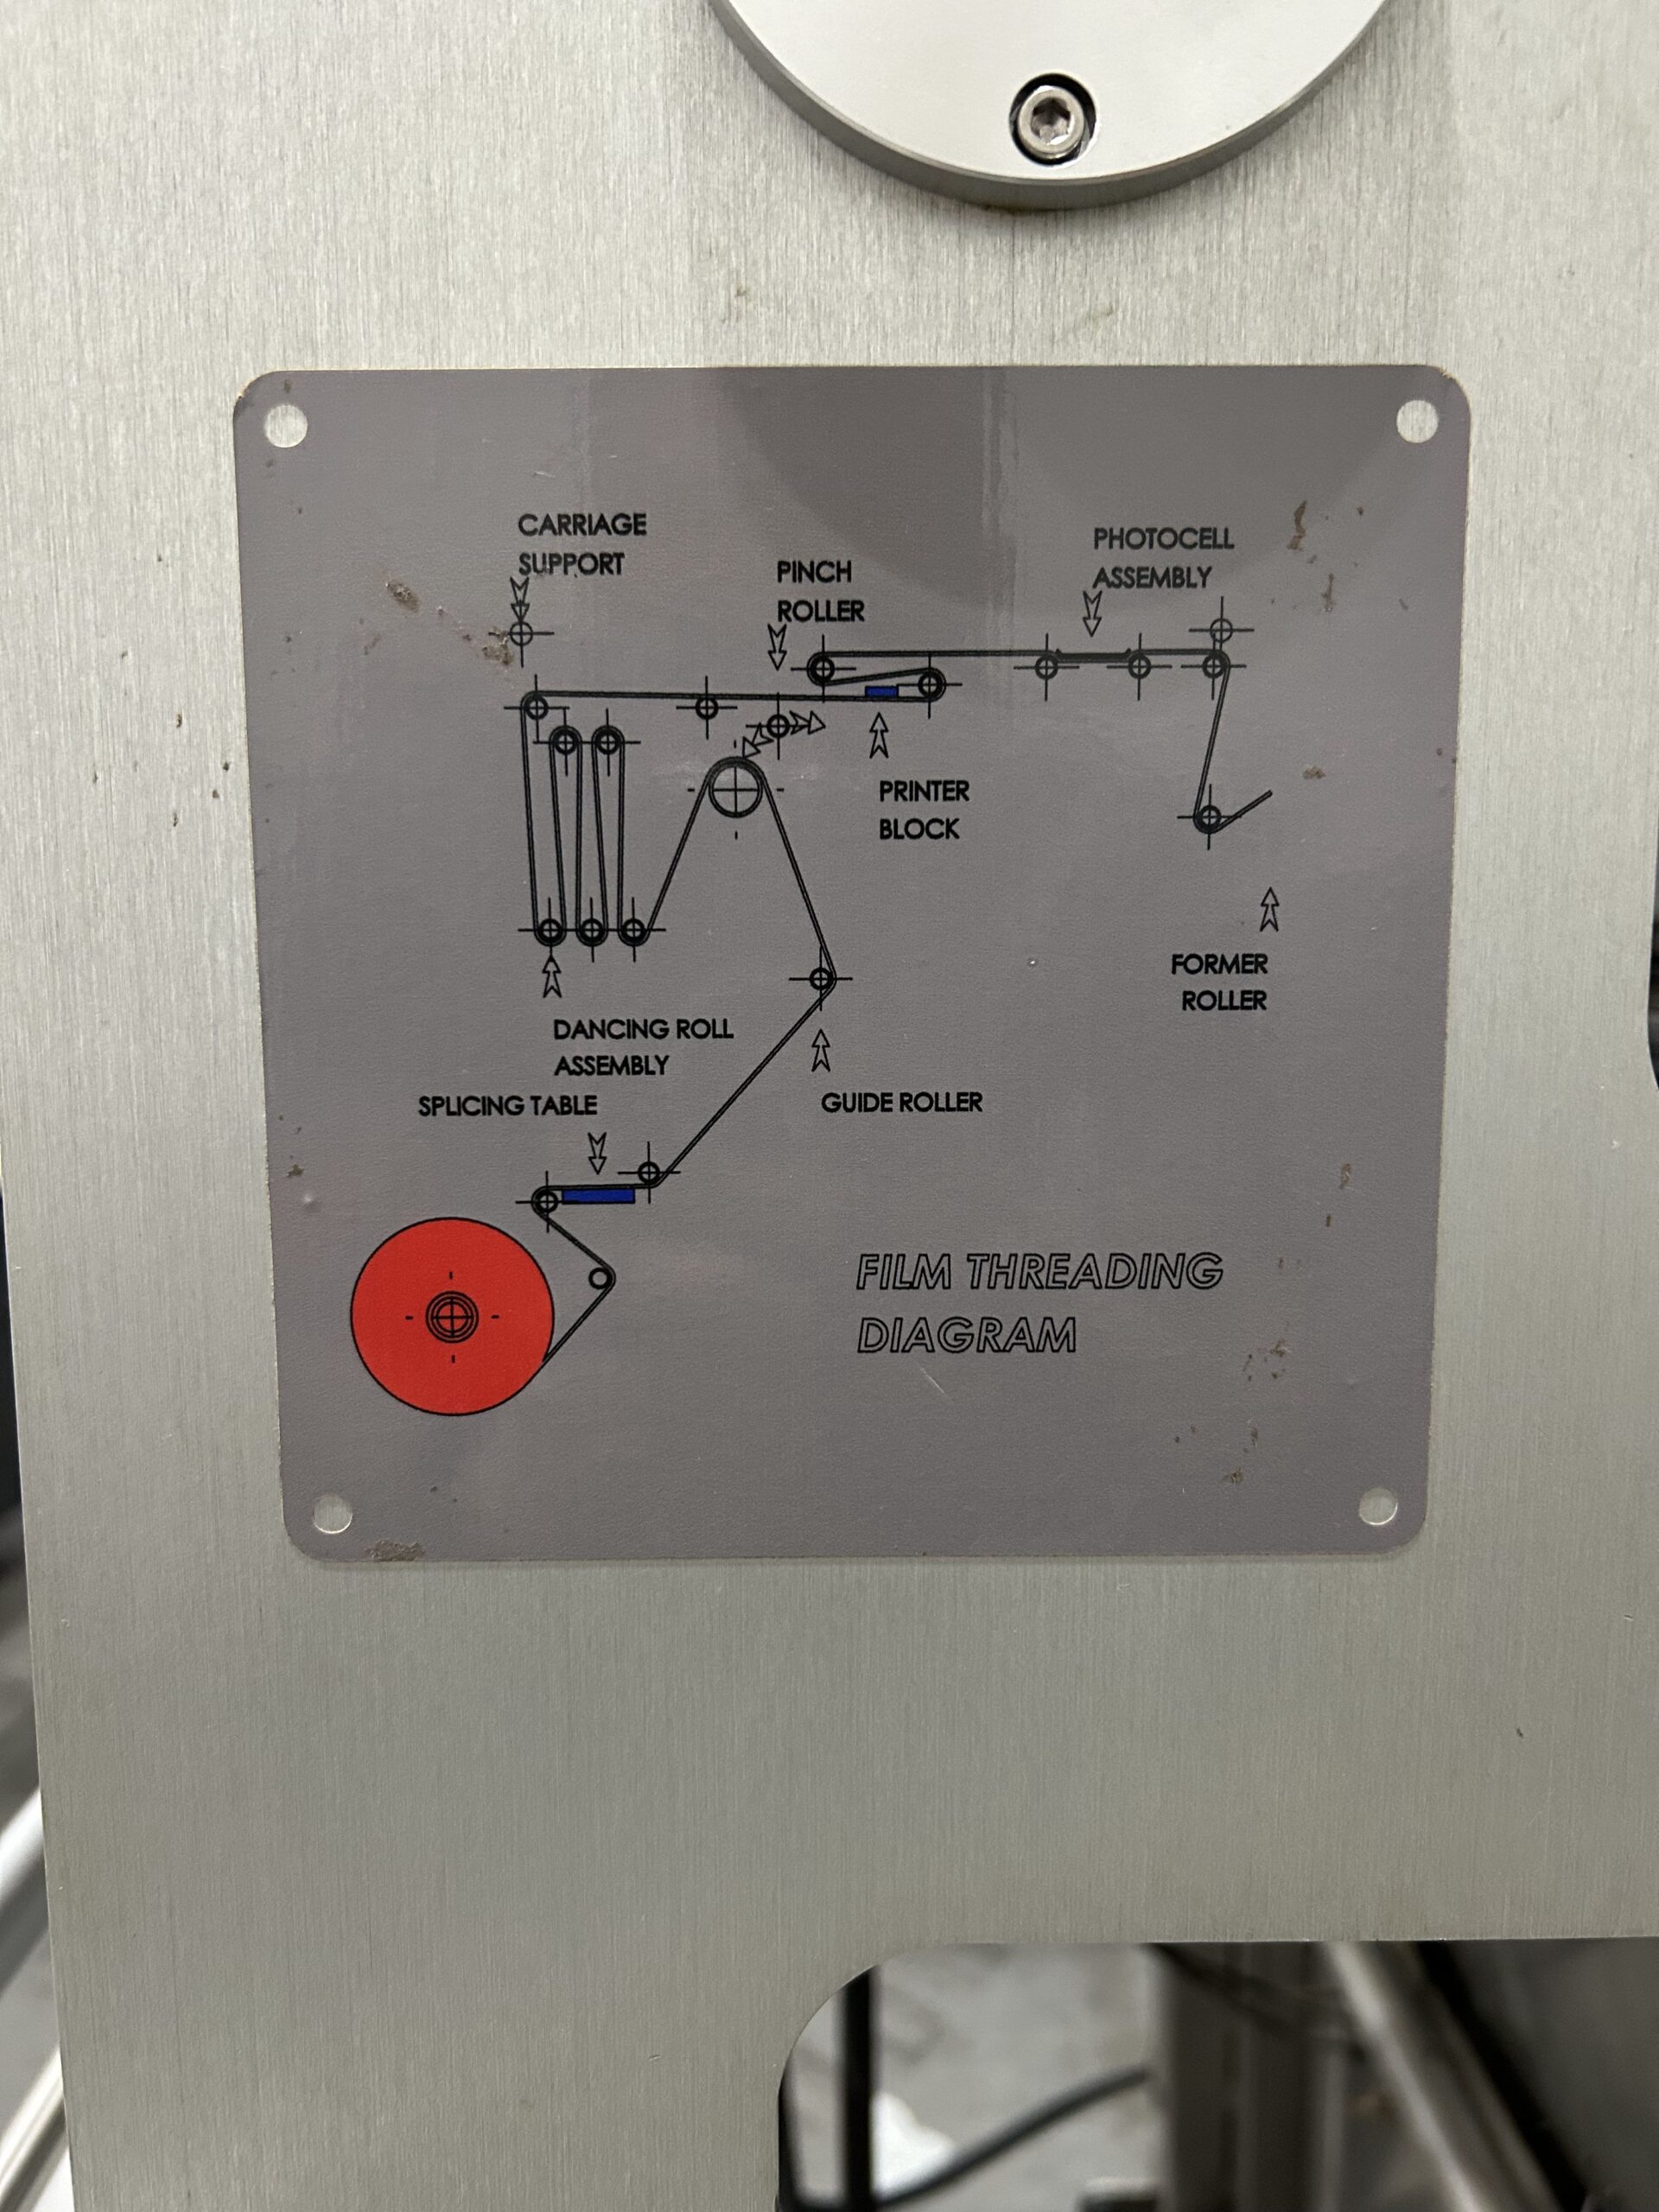 CARRIAGE
SUPPORT
PINCH
ROLLER
PHOTOCELL
ASSEMBLY
PRINTER
BLOCK
FORMER
ROLLER
DANCING ROLL
ASSEMBLY
SPLICING TABLE
GUIDE ROLLER
FILM THREADING
DIAGRAM